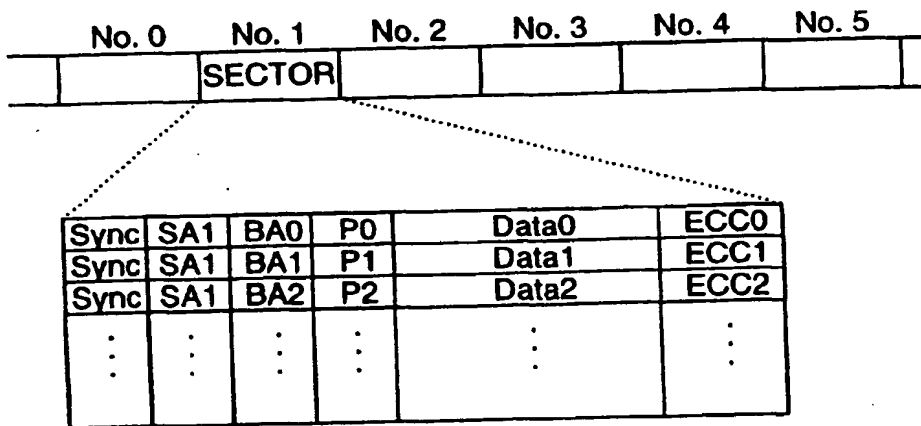 No. 0 No. 1 No. 2 No. 3 No. 4 No. 5
SECTOR
Sync SA1 BA0 P0 Data0 ECC0
Sync SA1 BA1 P1 Data1 ECC1
Sync SA1 BA2 P2 Data2 ECC2